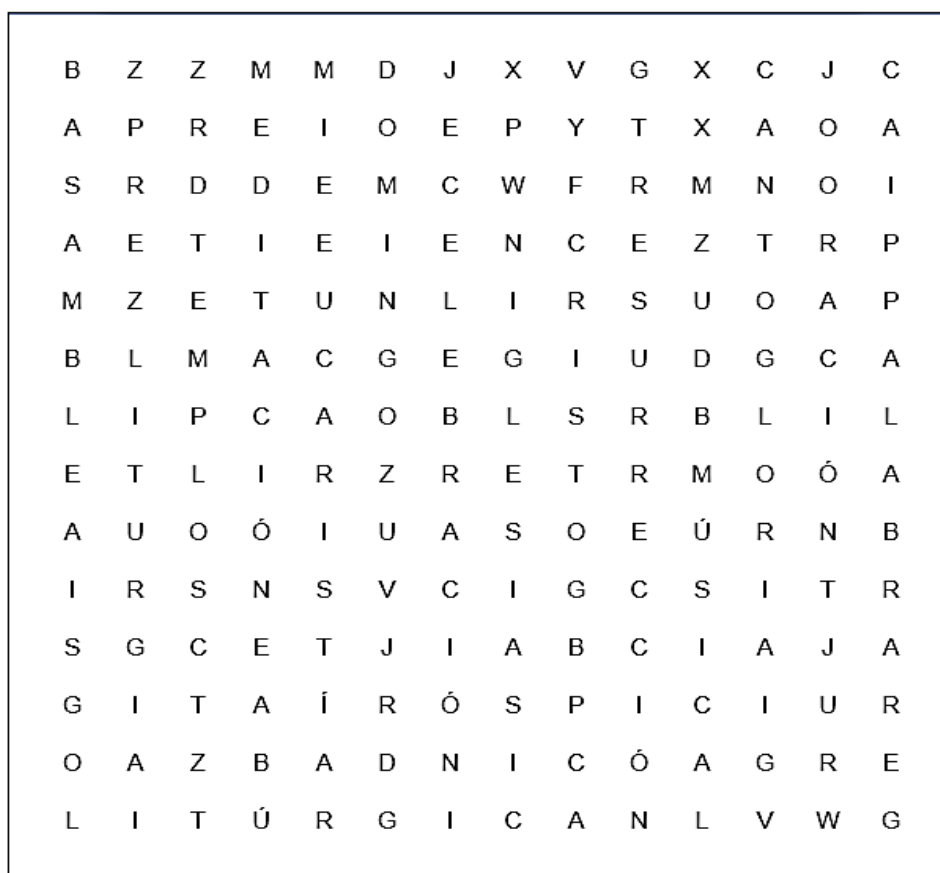 B Z Z M M D J X V G X C J C
A P R E I O E P Y T X A O A
S R D D E M C W F R M N O I
A E T I E I E N C E Z T R P
M Z E T U N L I R S U O A P
B L M A C G E G I U D G C A
L I P C A O B L S R B L I L
E T L I R Z R E T R M O Ó A
A U O Ó I U A S O E Ú R N B
I R S N S V C I G C S I T R
S G C E T J I A B C I A J A
G I T A Í R Ó S P I C I U R
O A Z B A D N I C Ó A G R E
L I T Ú R G I C A N L V W G